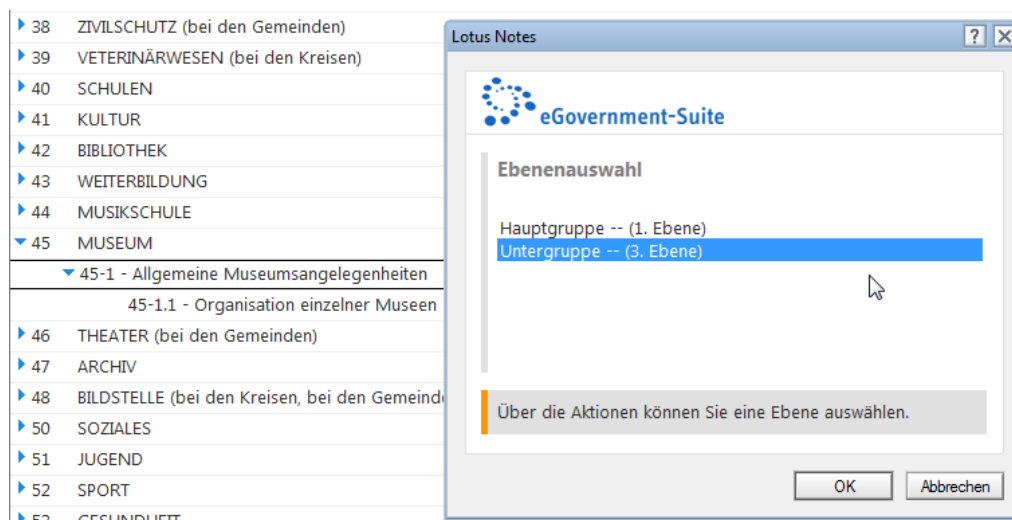 38 ZIVILSCHUTZ (bei den Gemeinden)
39 VETERINÄRWESEN (bei den Kreisen)
40 SCHULEN
41 KULTUR
42 BIBLIOTHEK
43 WEITERBILDUNG
44 MUSIKSCHULE
45 MUSEUM
45-1 - Allgemeine Museumsangelegenheiten
45-1.1 - Organisation einzelner Museen
46 THEATER (bei den Gemeinden)
47 ARCHIV
48 BILDSTELLE (bei den Kreisen, bei den
50 SOZIALES
51 JUGEND
52 SPORT
53 GESUNDHEIT
Lotus Notes
?
eGovernment-Suite
Ebenenauswahl
Hauptgruppe -- (1. Ebene)
Untergruppe -- (3. Ebene)
Über die Aktionen können Sie eine Ebene auswählen.
OK Abbrechen